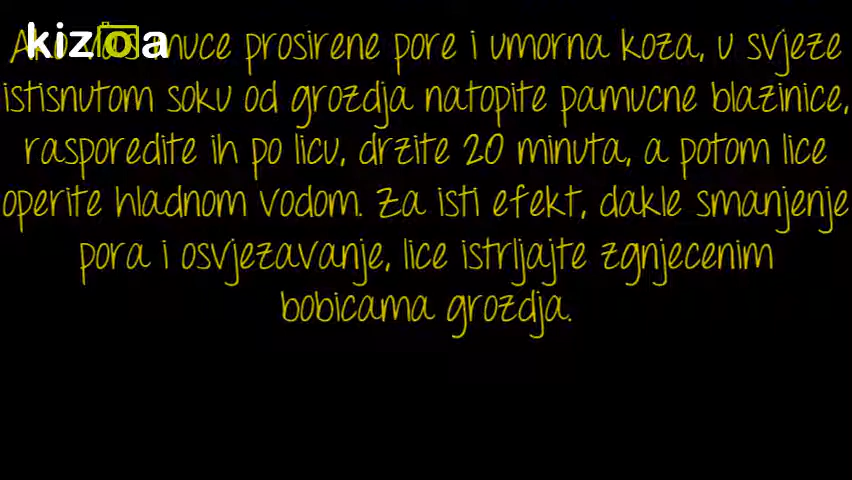 kizoa
Ako Vas muce prosirene pore i umorna koza, u svjeze
istisnutom soku od grozdja natopite pamucne blazinice,
rasporedite ih po licu, drzite 20 minuta, a potom lice
operite hladnom vodom. Za isti efekt, dakle smanjenje
pora i osvjezavanje, lice istrljajte zgnjecenim
bobicama grozdja.